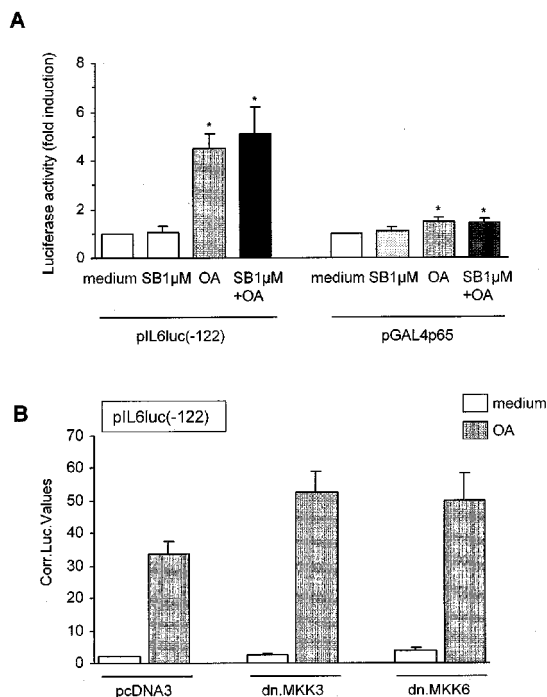 A
Luciferase activity (fold induction)
8
6
4
2
0
* * * *
medium SB1µM OA SB1µM +OA medium SB1µM OA SB1µM +OA
pIL6luc(-122) pGAL4p65
B
pIL6luc(-122)
medium
OA
Corr.Luc.Values
70
60
50
40
30
20
10
0
pcDNA3 dn.MKK3 dn.MKK6